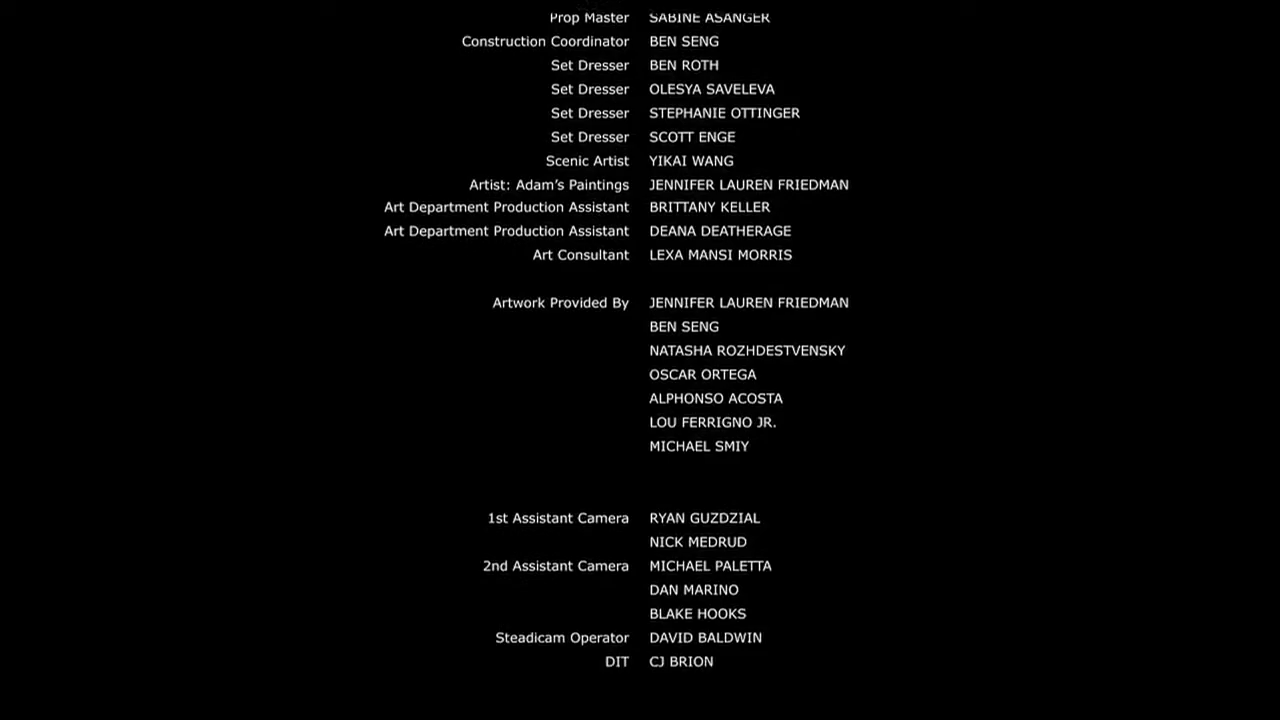 Prop Master SABINE ASANGER
Construction Coordinator BEN SENG
Set Dresser BEN ROTH
Set Dresser OLESYA SAVELEVA
Set Dresser STEPHANIE OTTINGER
Set Dresser SCOTT ENGE
Scenic Artist YIKAI WANG
Artist: Adam’s Paintings JENNIFER LAUREN FRIEDMAN
Art Department Production Assistant BRITTANY KELLER
Art Department Production Assistant DEANA DEATHERAGE
Art Consultant LEXA MANSI MORRIS
Artwork Provided By JENNIFER LAUREN FRIEDMAN
BEN SENG
NATASHA ROZHDESTVENSKY
OSCAR ORTEGA
ALPHONSO ACOSTA
LOU FERRIGNO JR.
MICHAEL SMIY
1st Assistant Camera RYAN GUZDZIAL
NICK MEDRUD
2nd Assistant Camera MICHAEL PALETTA
DAN MARINO
BLAKE HOOKS
Steadicam Operator DAVID BALDWIN
DIT CJ BRION